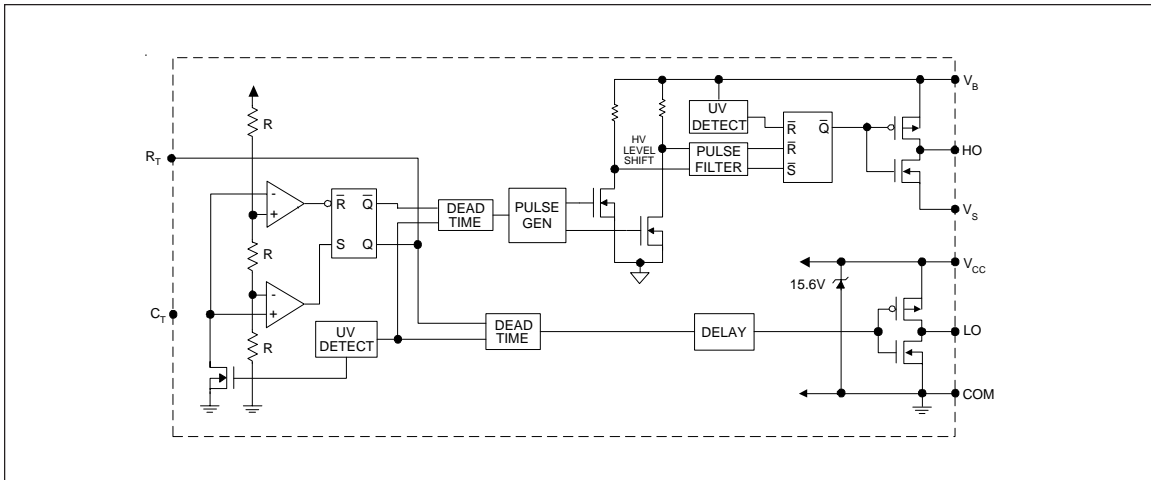 V_B
UV
DETECT
R
R̅
Q̅
HV
LEVEL
SHIFT
R̅
PULSE
FILTER
S̅
HO
R_T
-
+
R̅
Q̅
DEAD
TIME
PULSE
GEN
V_S
R
S
Q
V_CC
-
+
15.6V
C_T
UV
DETECT
DEAD
TIME
DELAY
LO
R
COM